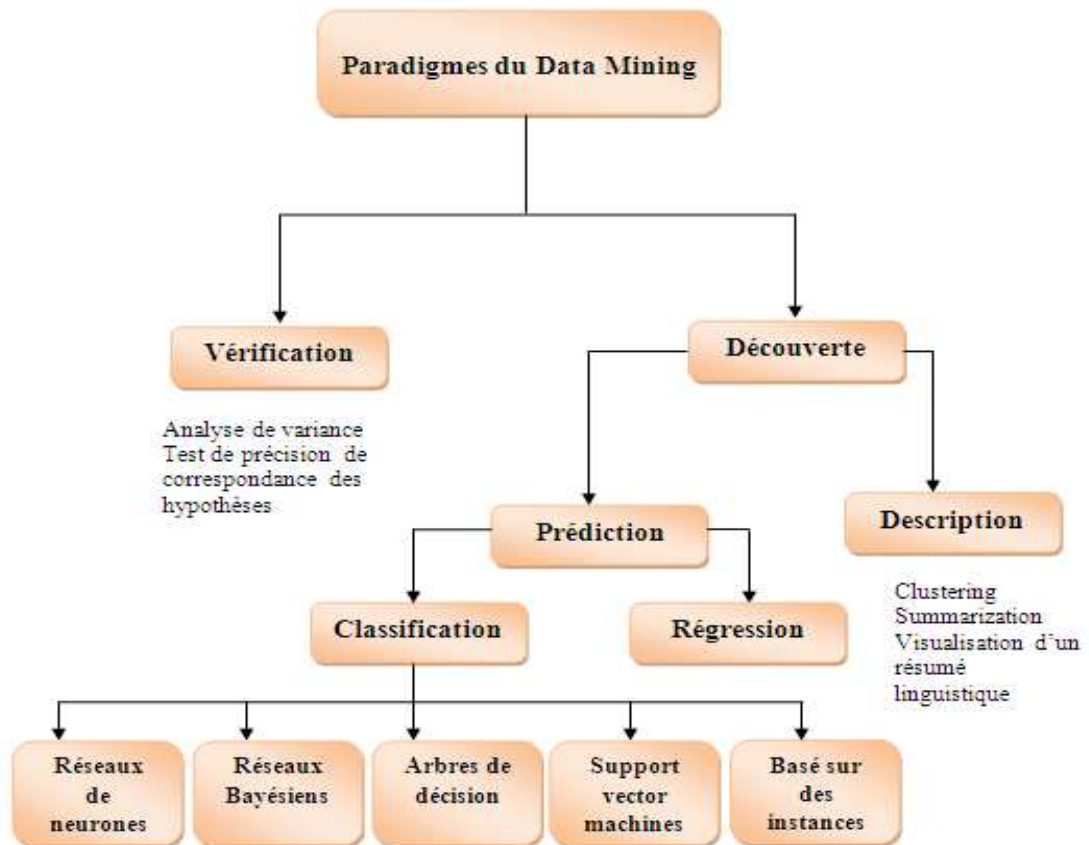 Paradigmes du Data Mining
Vérification
Découverte
Analyse de variance
Test de précision de
correspondance des
hypothèses
Prédiction
Description
Clustering
Summarization
Visualisation d'un
résumé
linguistique
Classification
Régression
Réseaux
de
neurones
Réseaux
Bayésiens
Arbres de
décision
Support
vector
machines
Basé sur
des
instances